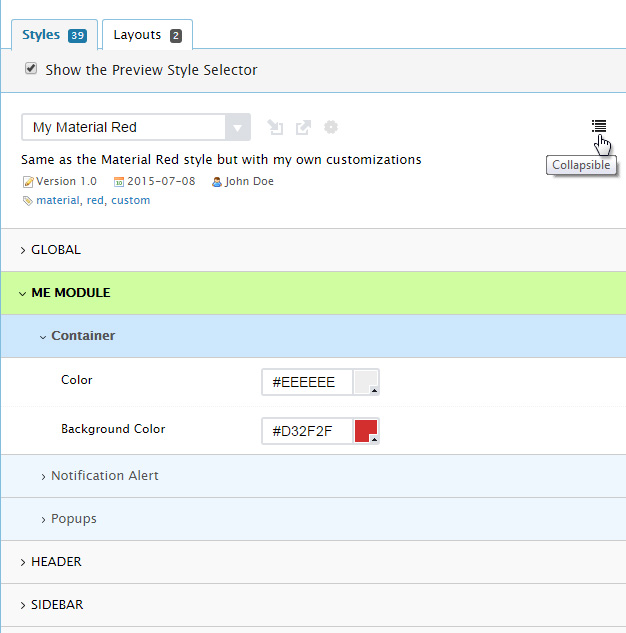 Styles 39 Layouts 2
Show the Preview Style Selector
My Material Red
Same as the Material Red style but with my own customizations
Collapsible
Version 1.0 2015-07-08 John Doe
material, red, custom
GLOBAL
ME MODULE
Container
Color #EEEEEE
Background Color #D32F2F
Notification Alert
Popups
HEADER
SIDEBAR